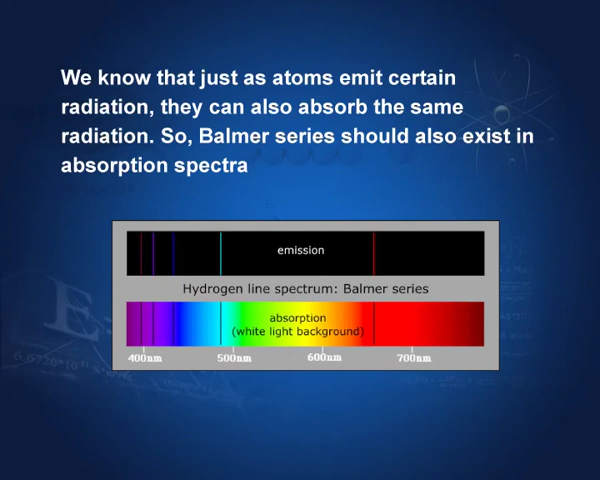 We know that just as atoms emit certain
radiation, they can also absorb the same
radiation. So, Balmer series should also exist in
absorption spectra
emission
Hydrogen line spectrum: Balmer series
absorption
(white light background)
400nm 500nm 600nm 700nm